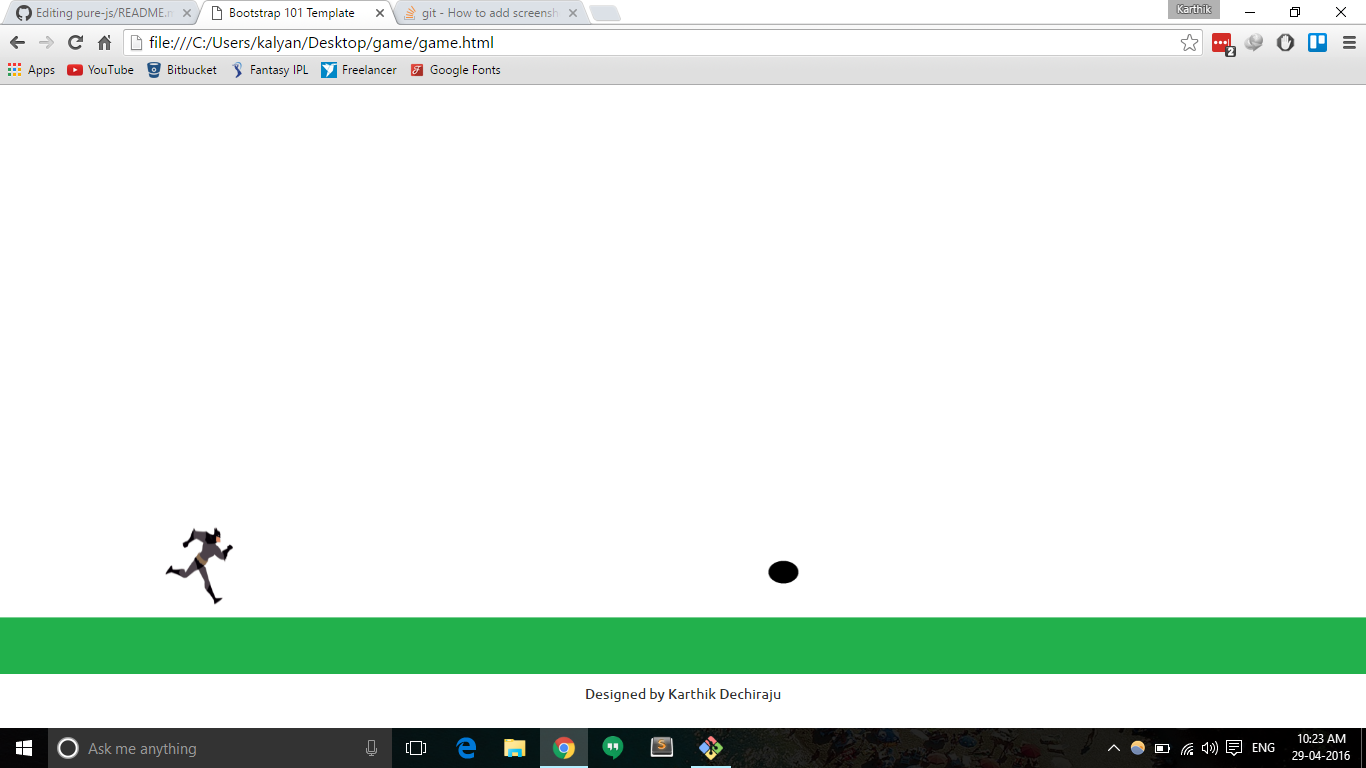 Editing pure-js/README.m
Bootstrap 101 Template
git - How to add screensh
Karthik
file:///C:/Users/kalyan/Desktop/game/game.html
2
Apps
YouTube
Bitbucket
Fantasy IPL
Freelancer
Google Fonts
Designed by Karthik Dechiraju
Ask me anything
ENG
10:23 AM
29-04-2016